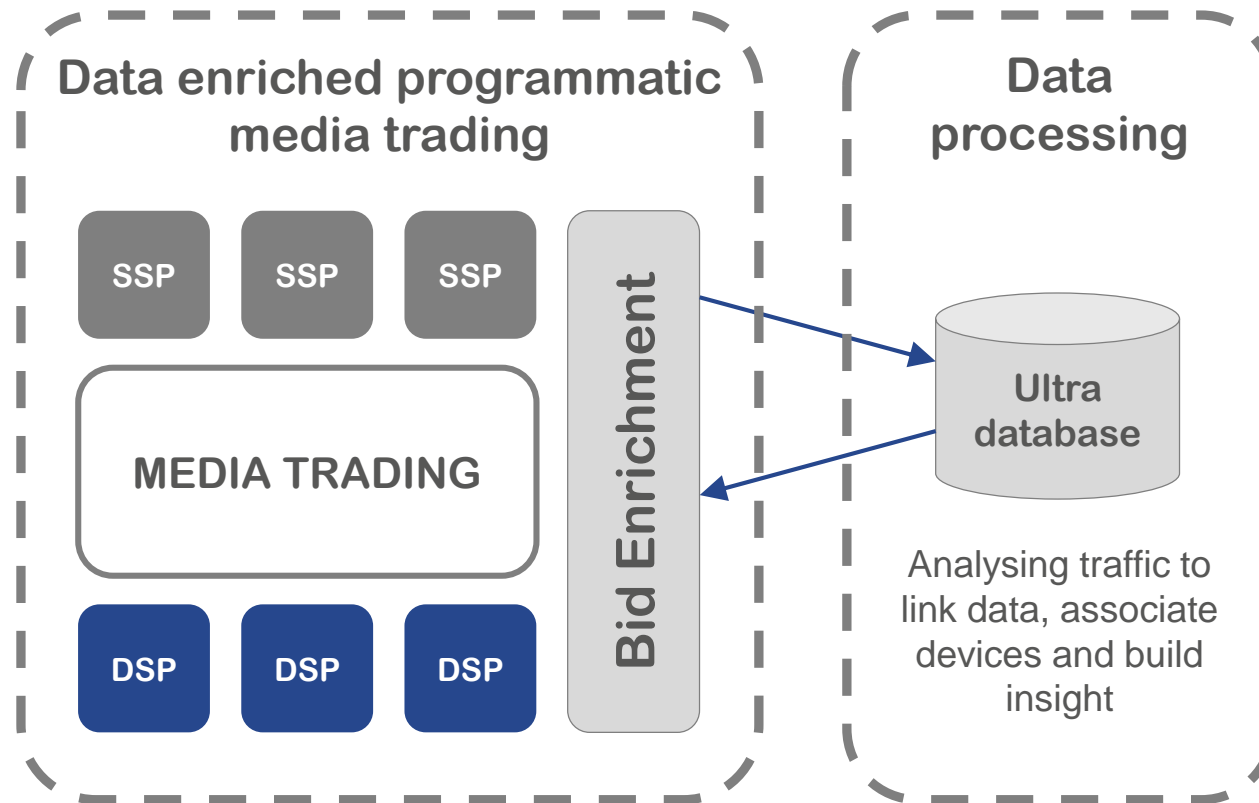 Data enriched programmatic
media trading
SSP
SSP
SSP
MEDIA TRADING
DSP
DSP
DSP
Bid Enrichment
Data
processing
Ultra
database
Analysing traffic to
link data, associate
devices and build
insight